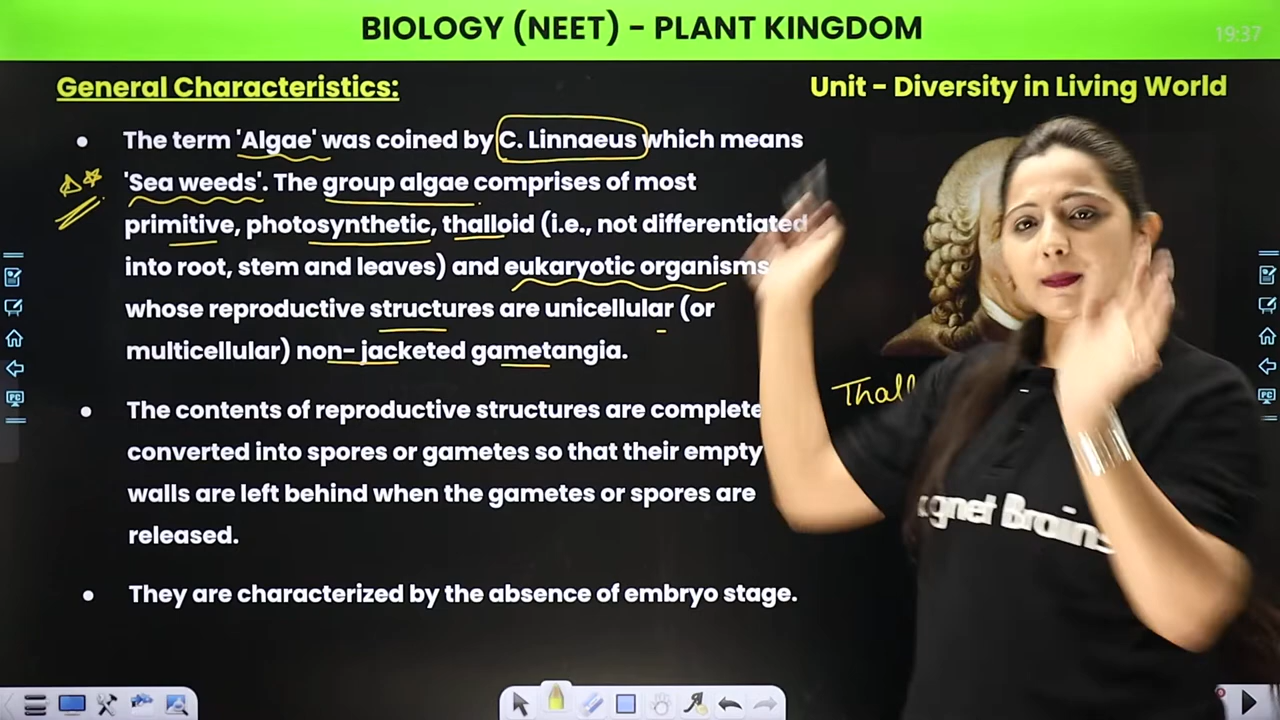 BIOLOGY (NEET) - PLANT KINGDOM
19:37
General Characteristics:
Unit - Diversity in Living World
• The term 'Algae' was coined by C. Linnaeus which means
'Sea weeds'. The group algae comprises of most
primitive, photosynthetic, thalloid (i.e., not differentiated
into root, stem and leaves) and eukaryotic organisms
whose reproductive structures are unicellular (or
multicellular) non- jacketed gametangia.
Thall
• The contents of reproductive structures are complete
converted into spores or gametes so that their empty
walls are left behind when the gametes or spores are
released.
• They are characterized by the absence of embryo stage.
gnet Brains
PC
PC